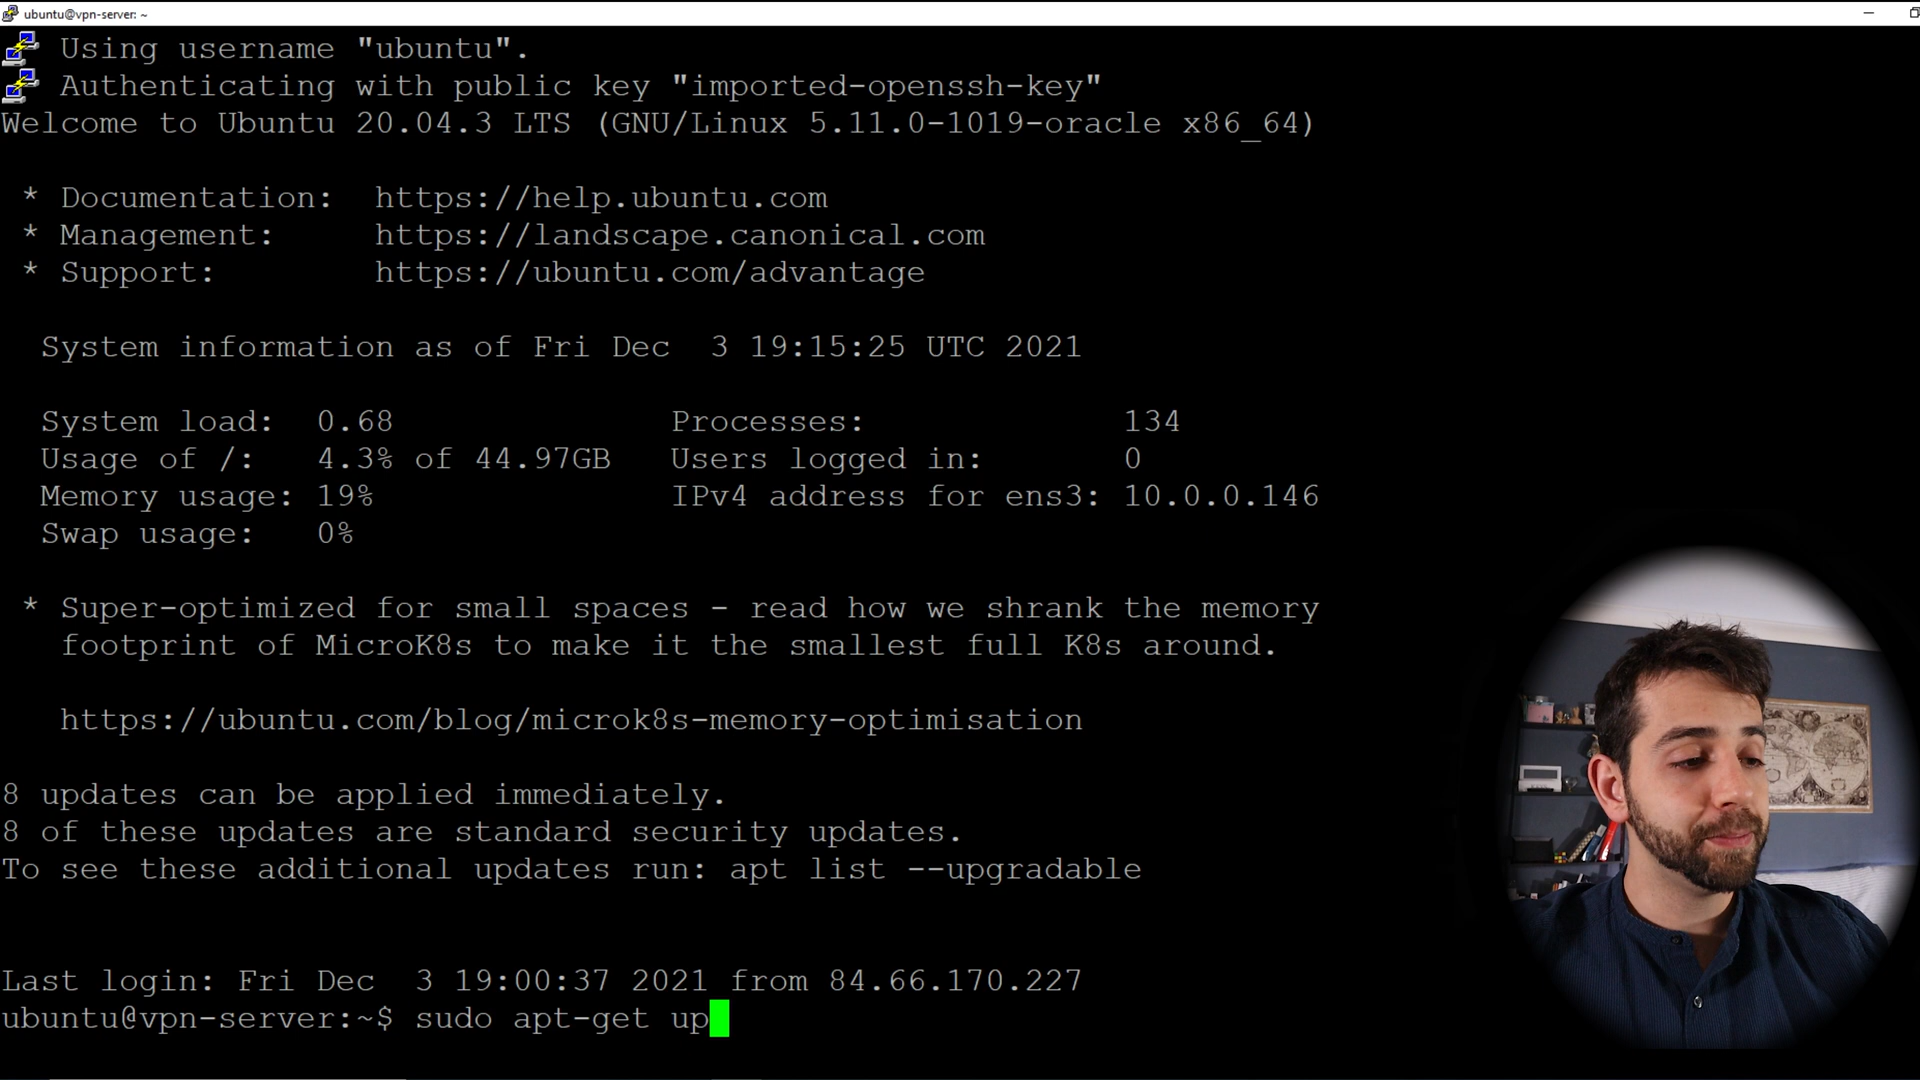 ubuntu@vpn-server: ~
Using username "ubuntu".
Authenticating with public key "imported-openssh-key"
Welcome to Ubuntu 20.04.3 LTS (GNU/Linux 5.11.0-1019-oracle x86_64)
* Documentation: https://help.ubuntu.com
* Management: https://landscape.canonical.com
* Support: https://ubuntu.com/advantage
System information as of Fri Dec 3 19:15:25 UTC 2021
System load: 0.68 Processes: 134
Usage of /: 4.3% of 44.97GB Users logged in: 0
Memory usage: 19% IPv4 address for ens3: 10.0.0.146
Swap usage: 0%
* Super-optimized for small spaces - read how we shrank the memory
footprint of MicroK8s to make it the smallest full K8s around.
https://ubuntu.com/blog/microk8s-memory-optimisation
8 updates can be applied immediately.
8 of these updates are standard security updates.
To see these additional updates run: apt list --upgradable
Last login: Fri Dec 3 19:00:37 2021 from 84.66.170.227
ubuntu@vpn-server:~$ sudo apt-get up